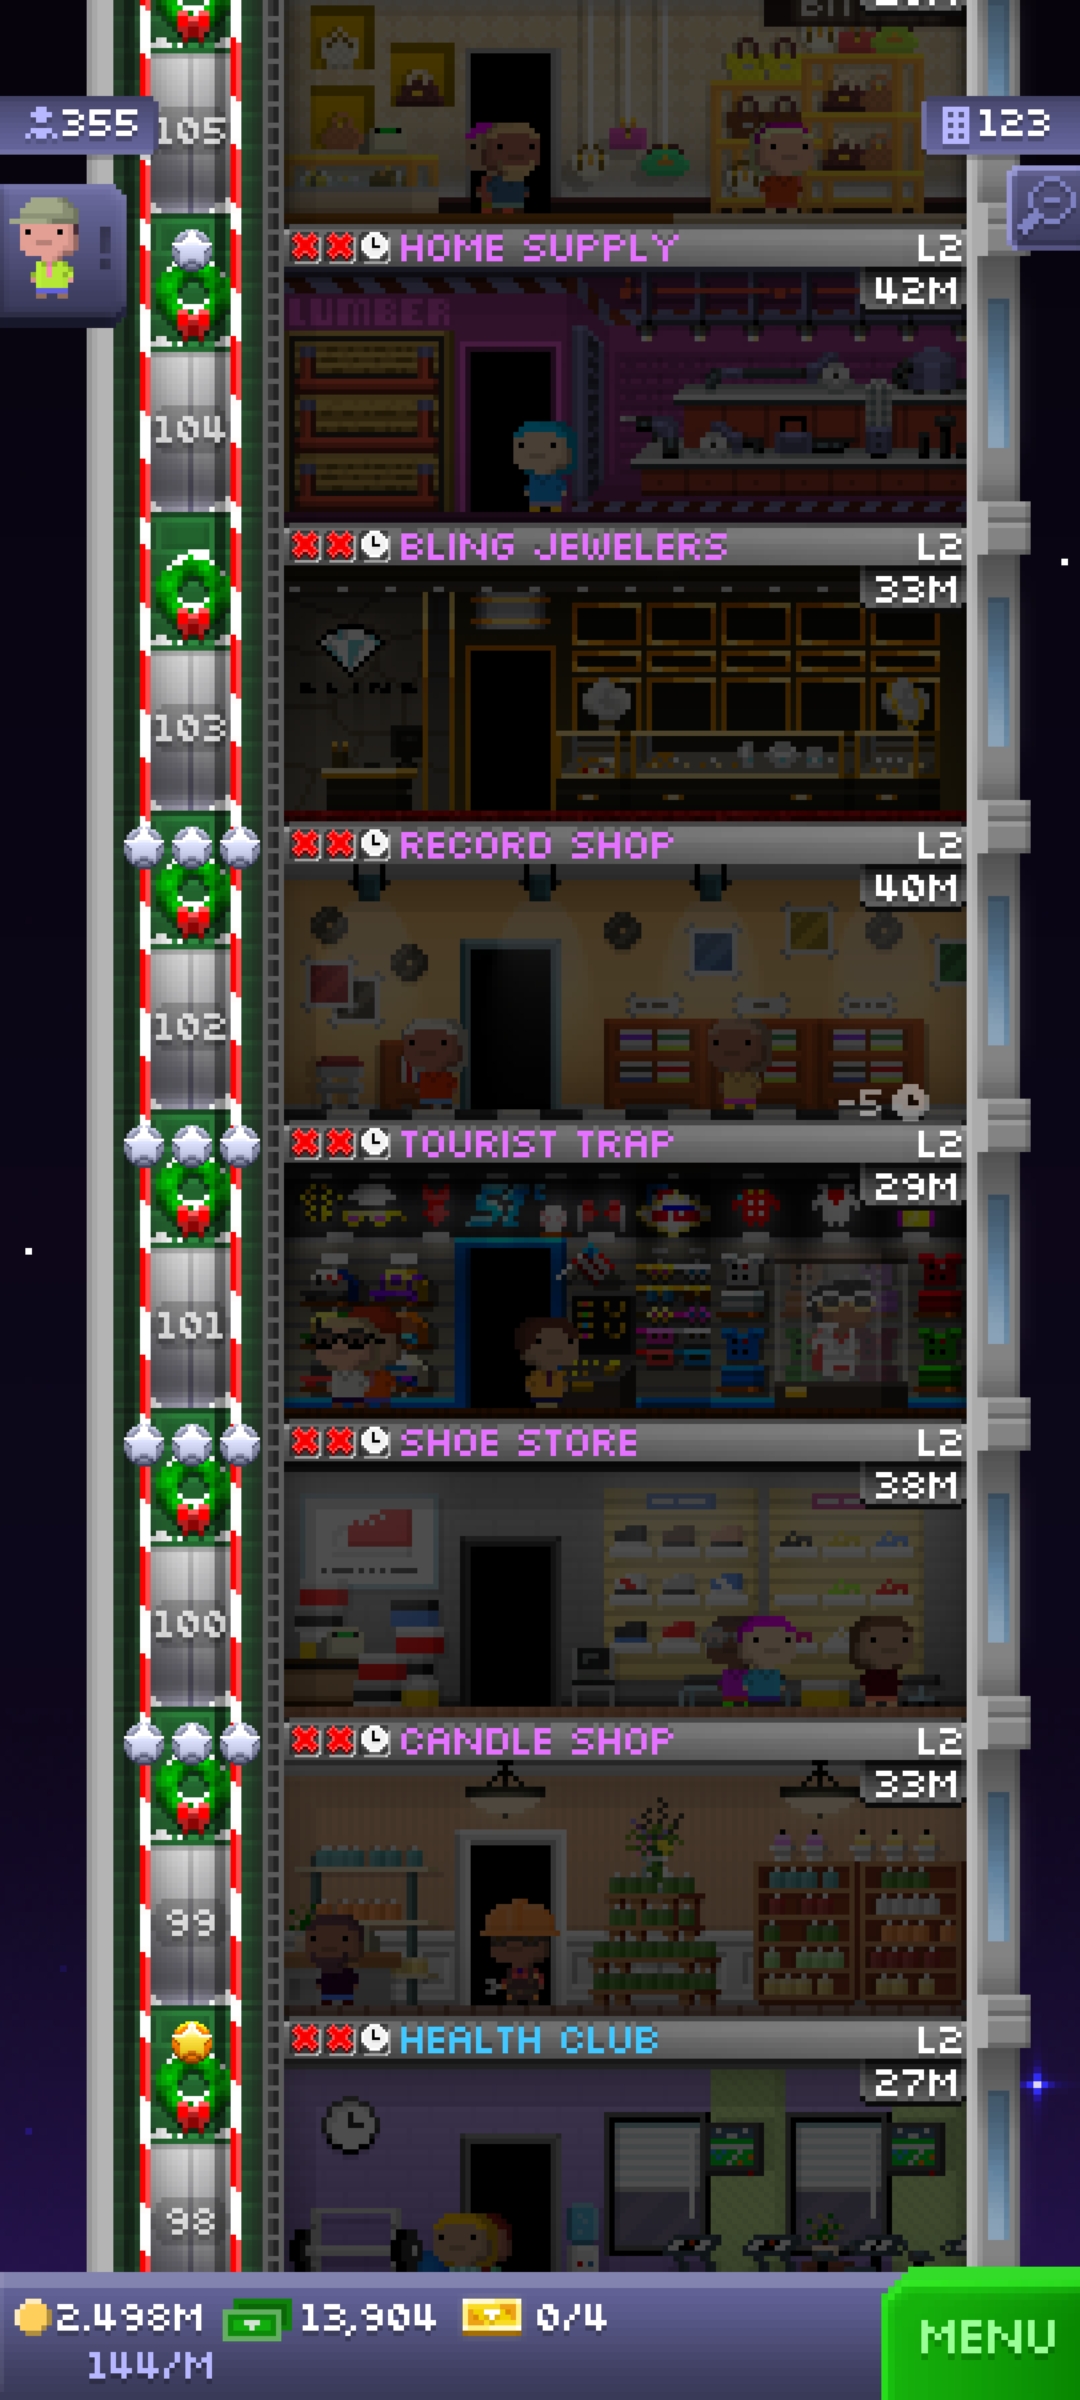 355
105
123
HOME SUPPLY L2
42M
LUMBER
104
BLING JEWELERS L2
33M
BLING
103
RECORD SHOP L2
40M
102
-5
TOURIST TRAP L2
29M
101
SHOE STORE L2
38M
100
CANDLE SHOP L2
33M
99
HEALTH CLUB L2
27M
98
2.498M 13,904 0/4
144/M
MENU